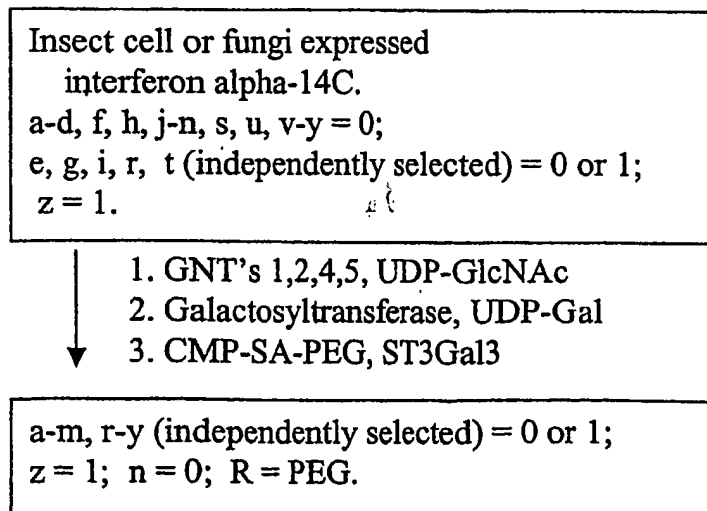 Insect cell or fungi expressed
interferon alpha-14C.
a-d, f, h, j-n, s, u, v-y = 0;
e, g, i, r, t (independently selected) = 0 or 1;
z = 1.
1. GNT's 1,2,4,5, UDP-GlcNAc
2. Galactosyltransferase, UDP-Gal
3. CMP-SA-PEG, ST3Gal3
a-m, r-y (independently selected) = 0 or 1;
z = 1; n = 0; R = PEG.